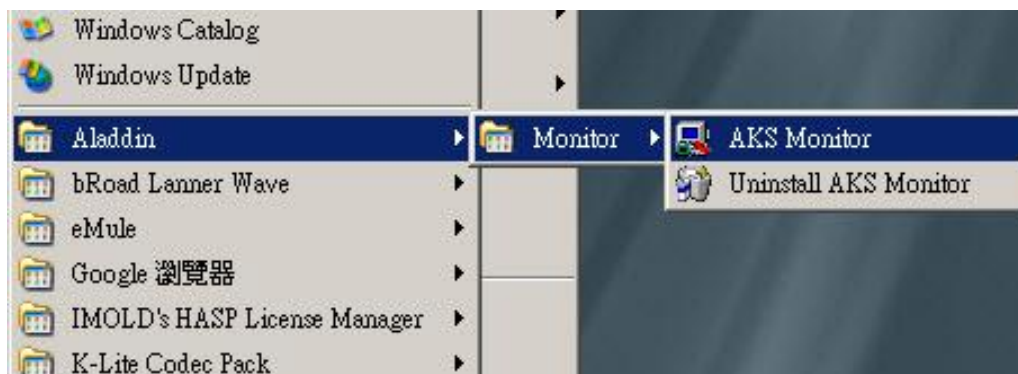 Windows Catalog
Windows Update
Aladdin
Monitor
AKS Monitor
bRoad Lanner Wave
Uninstall AKS Monitor
eMule
Google 瀏覽器
IMOLD's HASP License Manager
K-Lite Codec Pack